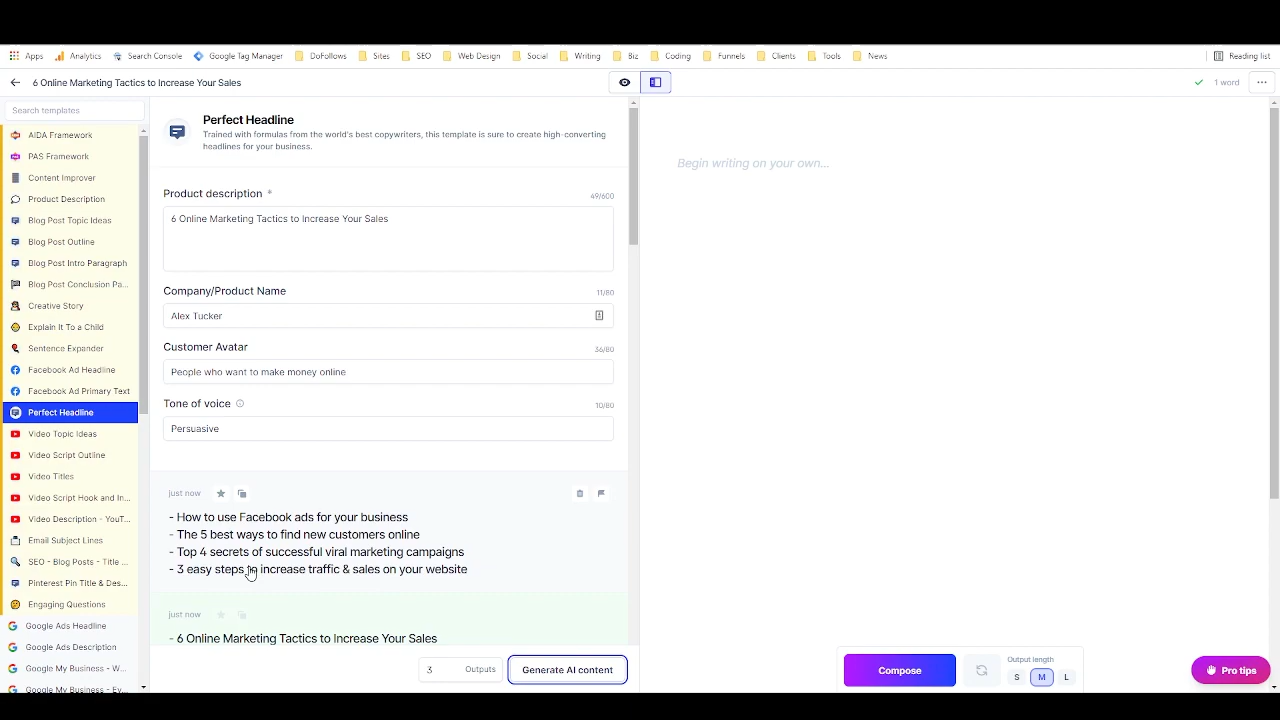 Apps
Analytics
Search Console
Google Tag Manager
DoFollows
Sites
SEO
Web Design
Social
Writing
Biz
Coding
Funnels
Clients
Tools
News
Reading list
6 Online Marketing Tactics to Increase Your Sales
1 word
Search templates
AIDA Framework
PAS Framework
Content Improver
Product Description
Blog Post Topic Ideas
Blog Post Outline
Blog Post Intro Paragraph
Blog Post Conclusion Pa...
Creative Story
Explain It To a Child
Sentence Expander
Facebook Ad Headline
Facebook Ad Primary Text
Perfect Headline
Video Topic Ideas
Video Script Outline
Video Titles
Video Script Hook and In...
Video Description - YouT...
Email Subject Lines
SEO - Blog Posts - Title ...
Pinterest Pin Title & Des...
Engaging Questions
Google Ads Headline
Google Ads Description
Google My Business - W...
Google My Business - Ev...
Perfect Headline
Trained with formulas from the world's best copywriters, this template is sure to create high-converting
headlines for your business.
Product description *
49/600
6 Online Marketing Tactics to Increase Your Sales
Company/Product Name
11/80
Alex Tucker
Customer Avatar
36/80
People who want to make money online
Tone of voice
10/80
Persuasive
just now
- How to use Facebook ads for your business
- The 5 best ways to find new customers online
- Top 4 secrets of successful viral marketing campaigns
- 3 easy steps to increase traffic & sales on your website
just now
- 6 Online Marketing Tactics to Increase Your Sales
3 Outputs
Generate AI content
Begin writing on your own...
Compose
Output length
S M L
Pro tips